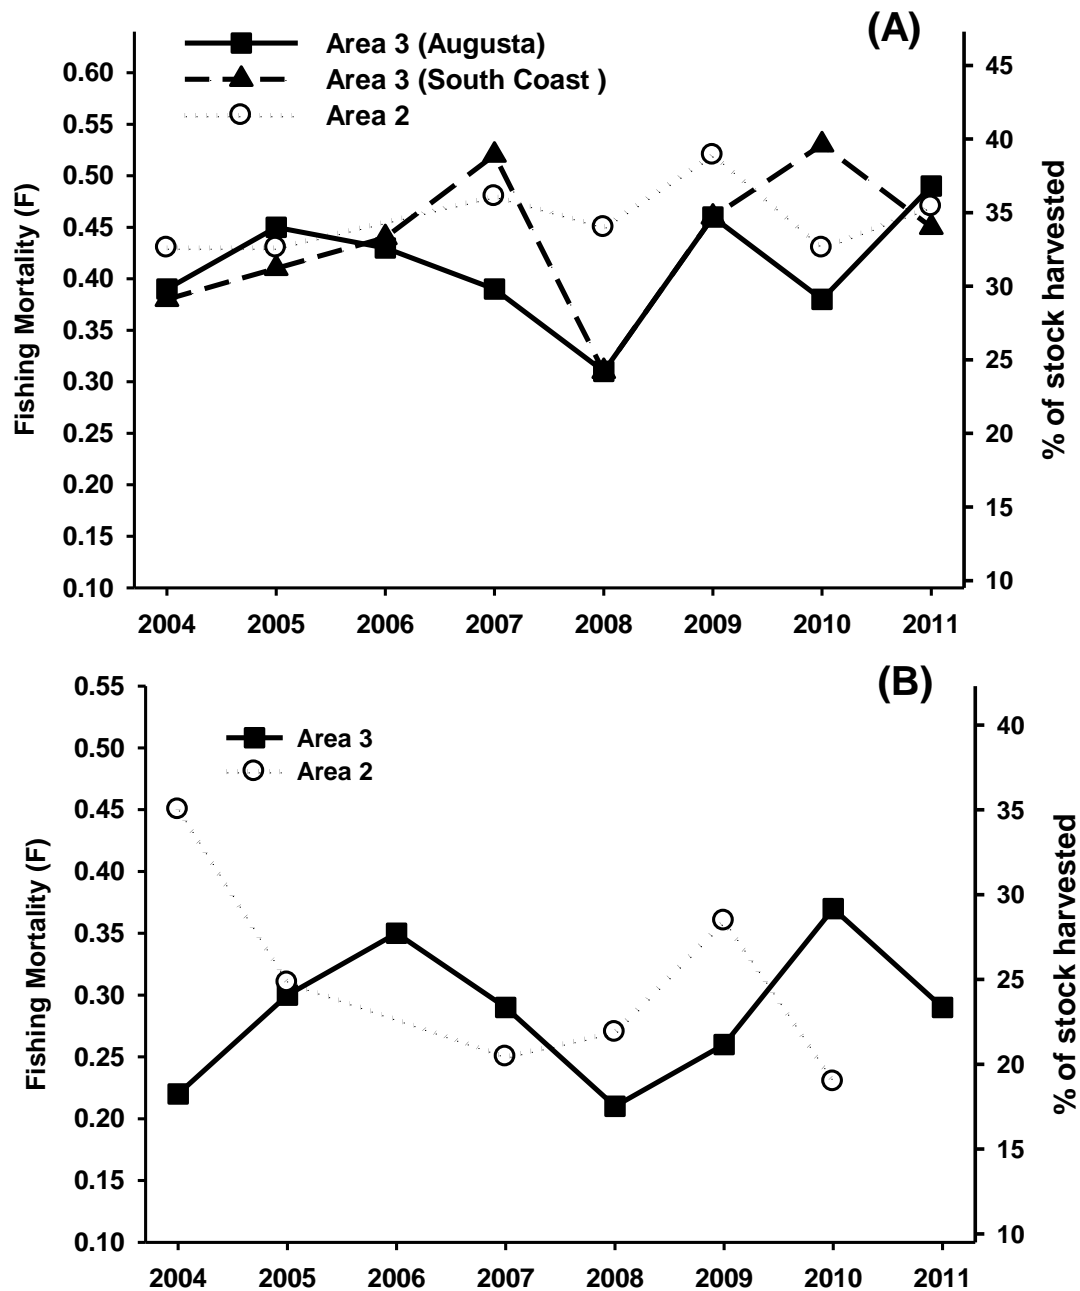 (A)
Area 3 (Augusta)
Area 3 (South Coast )
Area 2
Fishing Mortality (F)
0.60
0.55
0.50
0.45
0.40
0.35
0.30
0.25
0.20
0.15
0.10
45
40
35
30
25
20
15
10
% of stock harvested
2004 2005 2006 2007 2008 2009 2010 2011
(B)
Area 3
Area 2
Fishing Mortality (F)
0.55
0.50
0.45
0.40
0.35
0.30
0.25
0.20
0.15
0.10
40
35
30
25
20
15
10
% of stock harvested
2004 2005 2006 2007 2008 2009 2010 2011